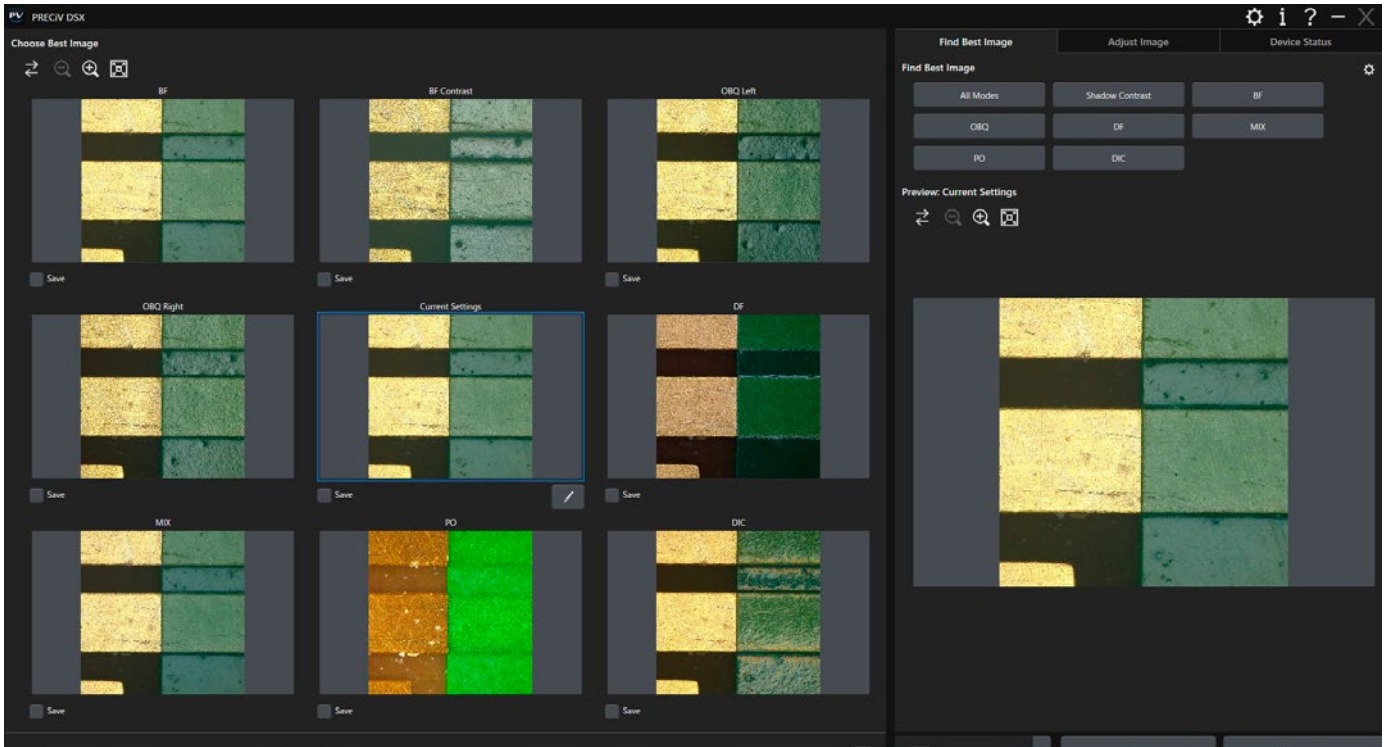 PV PRECiV DSX
i ? X
Choose Best Image
BF
BF Contrast
OBQ Left
Save
Save
Save
OBQ Right
Current Settings
DF
Save
Save
Save
MIX
PO
DIC
Save
Save
Save
Find Best Image
Adjust Image
Device Status
Find Best Image
All Modes
Shadow Contrast
BF
OBQ
DF
MIX
PO
DIC
Preview: Current Settings